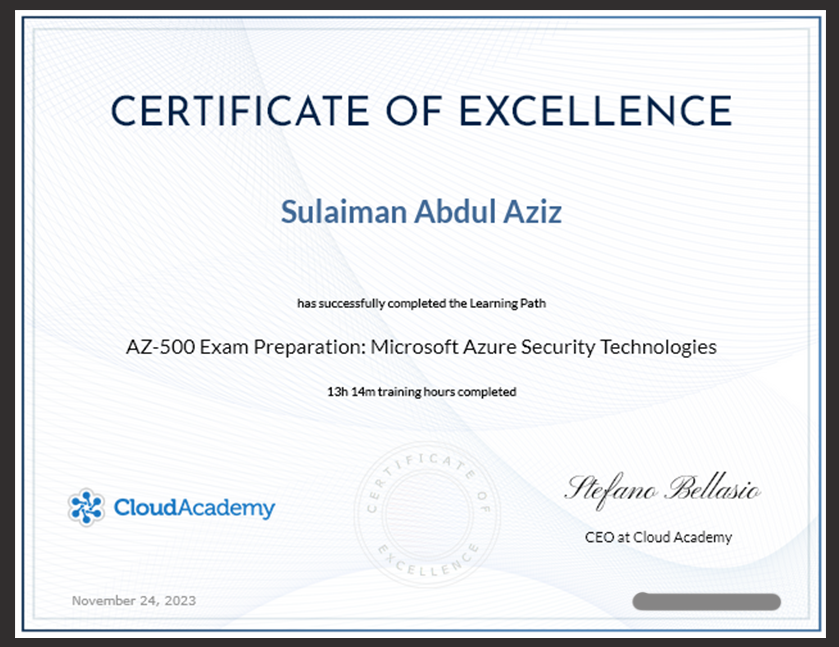 CERTIFICATE OF EXCELLENCE
Sulaiman Abdul Aziz
has successfully completed the Learning Path
AZ-500 Exam Preparation: Microsoft Azure Security Technologies
13h 14m training hours completed
CERTIFICATE OF
EXCELLENCE
CloudAcademy
Stefano Bellasio
CEO at Cloud Academy
November 24, 2023